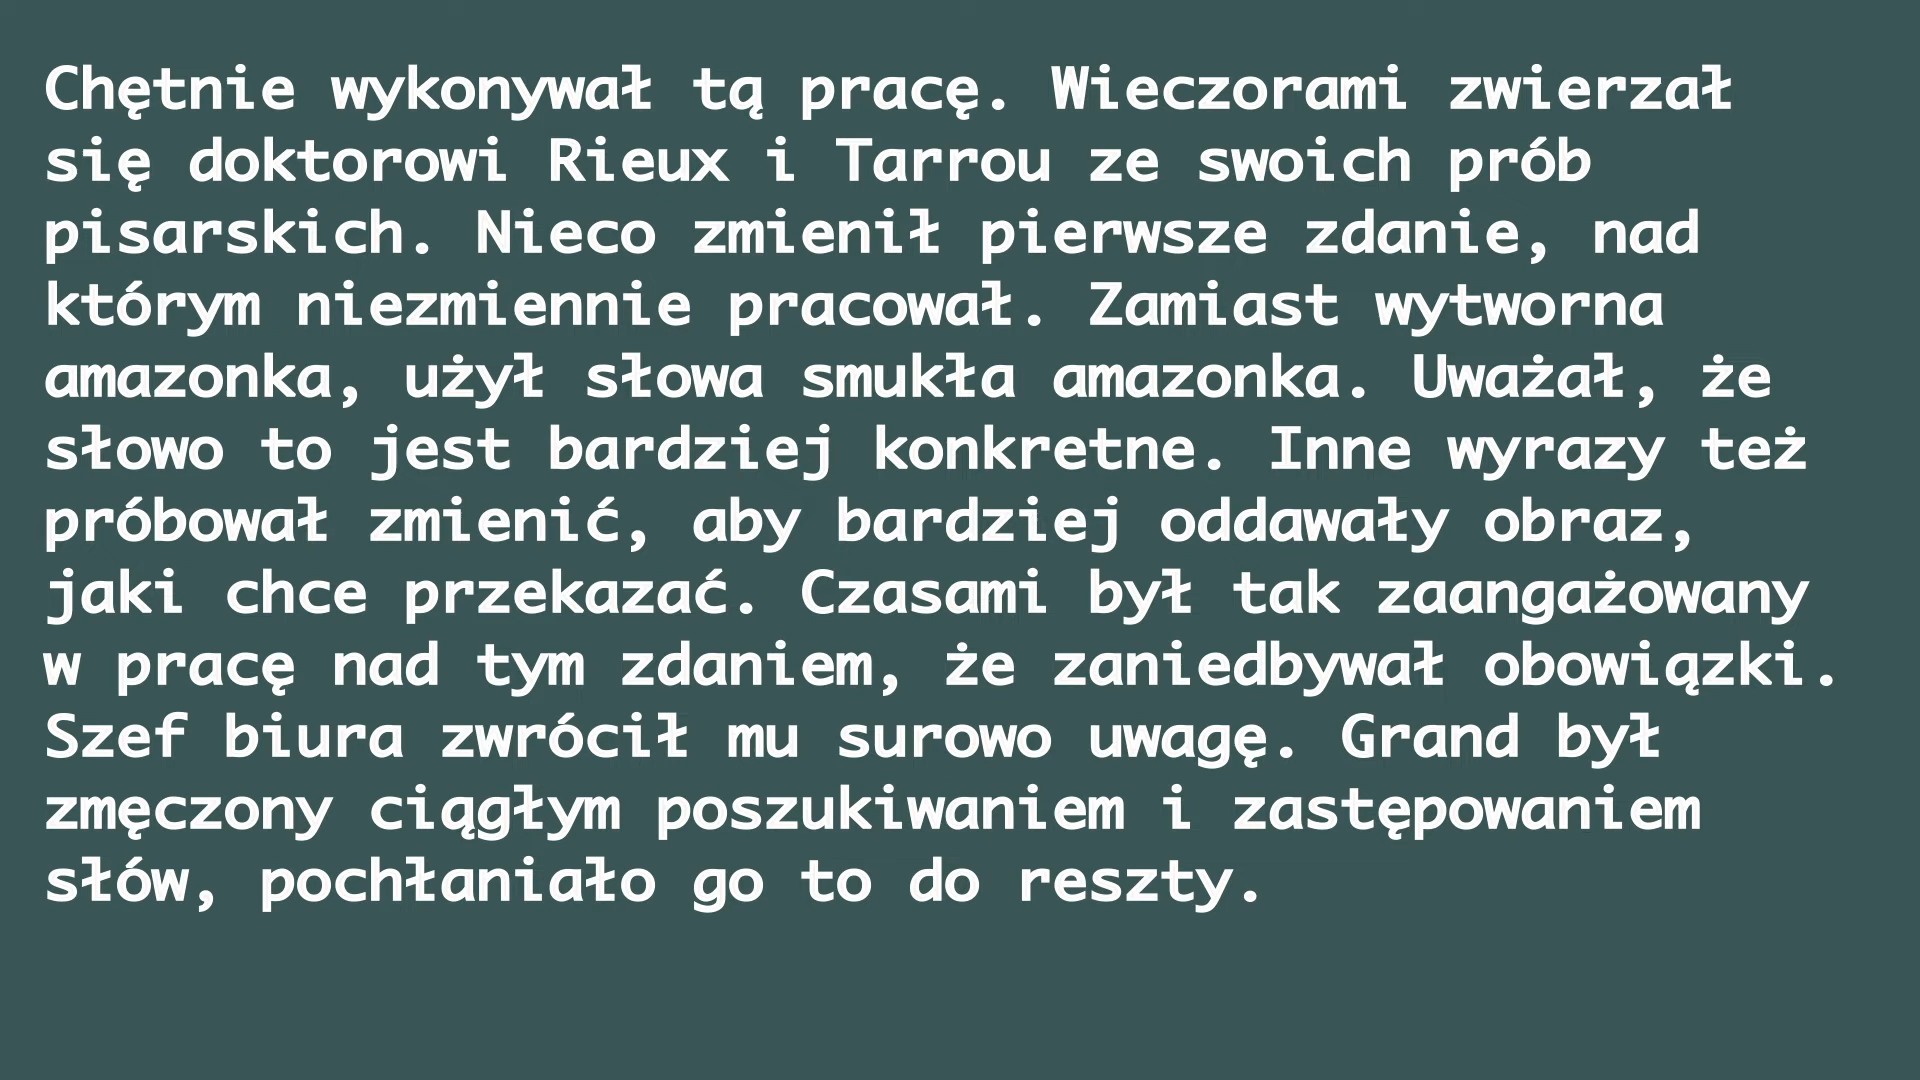 Chętnie wykonywał tą pracę. Wieczorami zwierzał
się doktorowi Rieux i Tarrou ze swoich prób
pisarskich. Nieco zmienił pierwsze zdanie, nad
którym niezmiennie pracował. Zamiast wytworna
amazonka, użył słowa smukła amazonka. Uważał, że
słowo to jest bardziej konkretne. Inne wyrazy też
próbował zmienić, aby bardziej oddawały obraz,
jaki chce przekazać. Czasami był tak zaangażowany
w pracę nad tym zdaniem, że zaniedbywał obowiązki.
Szef biura zwrócił mu surowo uwagę. Grand był
zmęczony ciągłym poszukiwaniem i zastępowaniem
słów, pochłaniało go to do reszty.